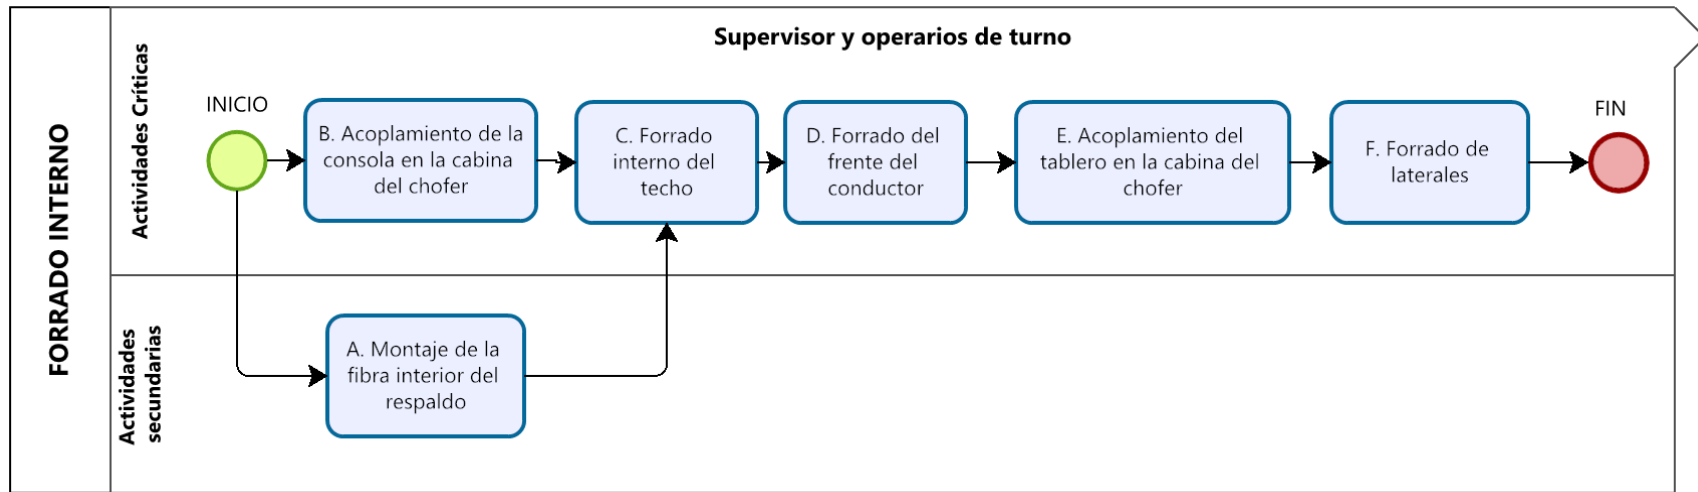 Supervisor y operarios de turno
FORRADO INTERNO
Actividades Críticas
INICIO
B. Acoplamiento de la
consola en la cabina
del chofer
C. Forrado
interno del
techo
D. Forrado del
frente del
conductor
E. Acoplamiento del
tablero en la cabina del
chofer
F. Forrado de
laterales
FIN
Actividades
secundarias
A. Montaje de la
fibra interior del
respaldo